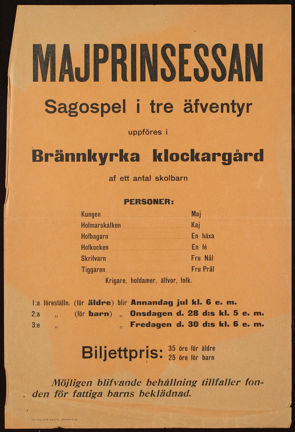 MAJPRINSESSAN
Sagospel i tre äfventyr
uppföres i
Brännkyrka klockargård
af ett antal skolbarn
PERSONER:
Kungen Maj
Hofmarskalken Kaj
Hofbagarn En häxa
Hofkocken En fé
Skrifvarn Fru Nål
Tiggaren Fru Prål
Krigare, hofdamer, älfvor, folk.
1:a föreställn. (för äldre) blir Annandag jul kl. 6 e. m.
2:a „ (för barn) „ Onsdagen d. 28:s kl. 5 e. m.
3:e „ „ Fredagen d. 30:s kl. 6 e. m.
Biljettpris: 35 öre för äldre
25 öre för barn
Möjligen blifvande behållning tillfaller fon-
den för fattiga barns beklädnad.